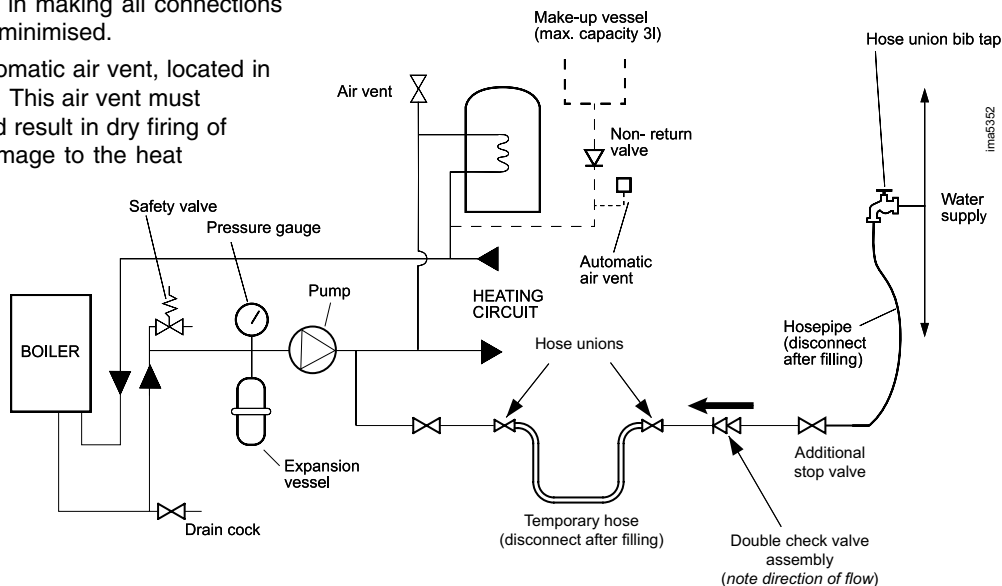 in making all connections
minimised.
omatic air vent, located in
This air vent must
d result in dry firing of
mage to the heat
Make-up vessel
(max. capacity 3l)
Hose union bib tap
Air vent
ima5352
Non- return
valve
Safety valve
Pressure gauge
Water
supply
Automatic
air vent
Pump
HEATING
CIRCUIT
BOILER
Hose unions
Hosepipe
(disconnect
after filling)
Expansion
vessel
Additional
stop valve
Drain cock
Temporary hose
(disconnect after filling)
Double check valve
assembly
(note direction of flow)